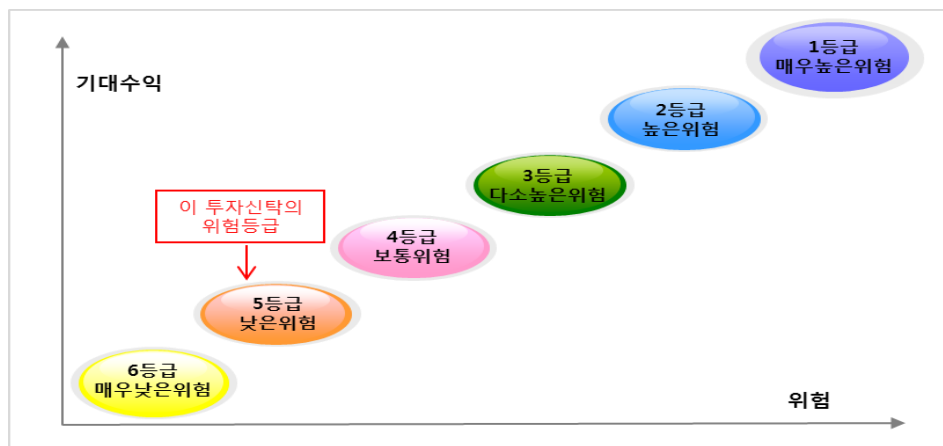 1등급
매우높은위험
기대수익
2등급
높은위험
3등급
다소높은위험
이 투자신탁의
위험등급
4등급
보통위험
5등급
낮은위험
6등급
매우낮은위험
위험